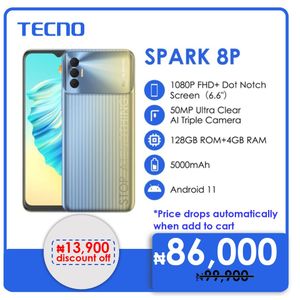 TECNO
SPARK 8P
1080P FHD+ Dot Notch
Screen（6.6"）
50MP Ultra Clear
AI Triple Camera
128GB ROM+4GB RAM
5000mAh
Android 11
*Price drops automatically
when add to cart
₦13,900
discount off
₦86,000
₦99,900
STOP AT NOTHING